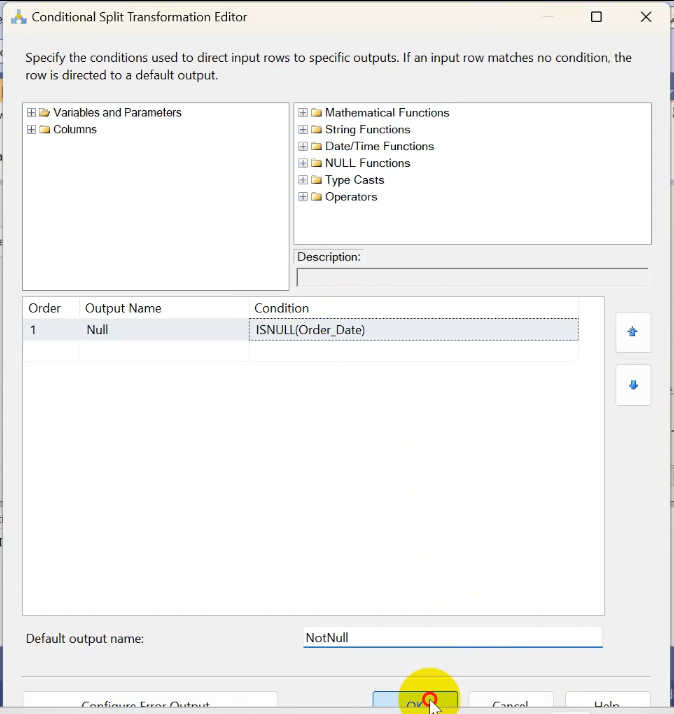 Conditional Split Transformation Editor
Specify the conditions used to direct input rows to specific outputs. If an input row matches no condition, the
row is directed to a default output.
Variables and Parameters
Columns
Mathematical Functions
String Functions
Date/Time Functions
NULL Functions
Type Casts
Operators
Description:
Order Output Name Condition
1 Null ISNULL(Order_Date)
Default output name: NotNull
Configure Error Output OK Cancel Help